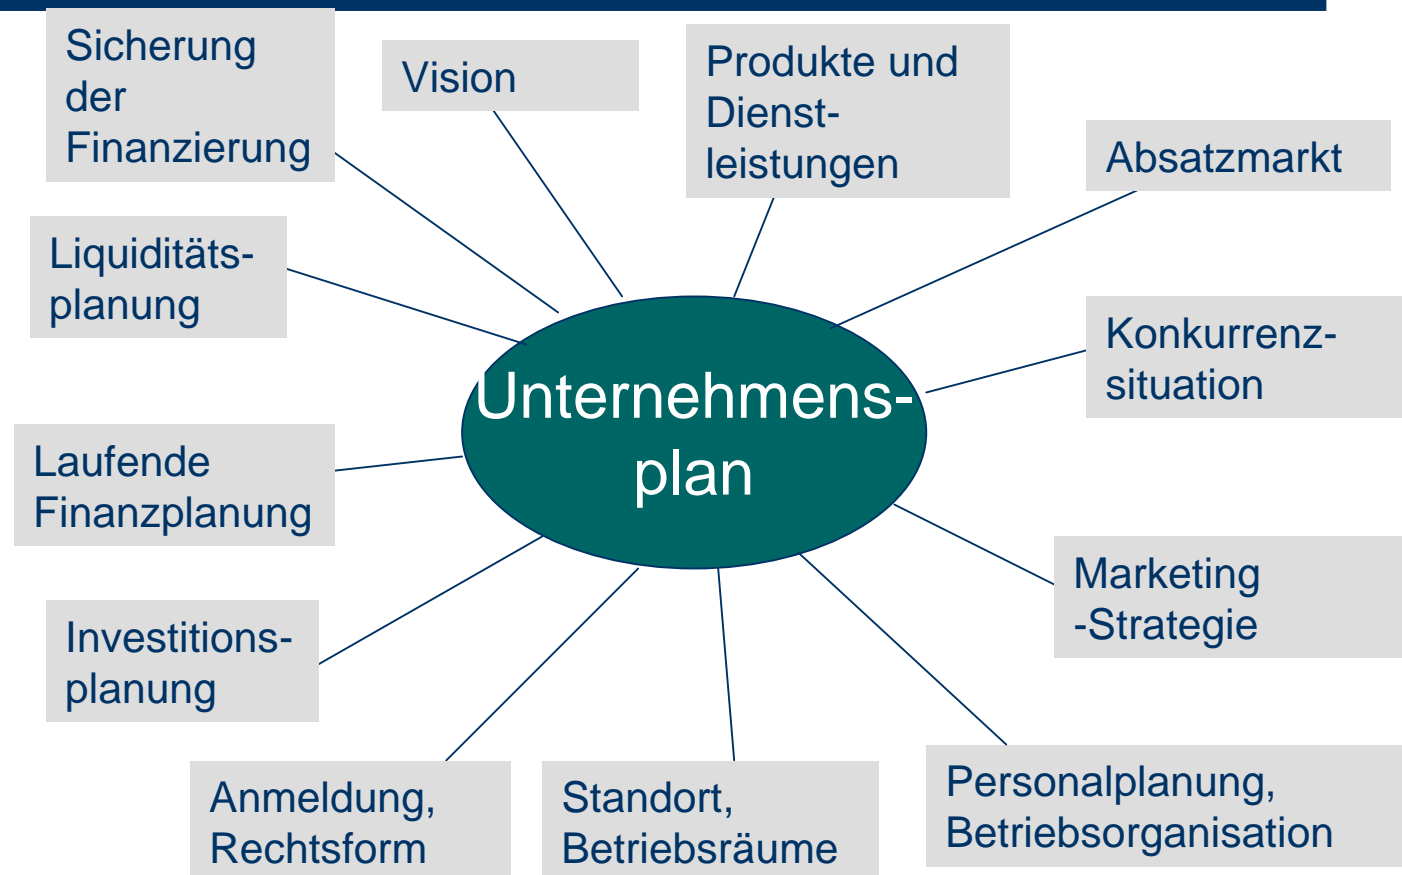 Sicherung
der
Finanzierung
Vision
Produkte und
Dienst-
leistungen
Absatzmarkt
Liquiditäts-
planung
Konkurrenz-
situation
Unternehmens-
plan
Laufende
Finanzplanung
Marketing
-Strategie
Investitions-
planung
Anmeldung,
Rechtsform
Standort,
Betriebsräume
Personalplanung,
Betriebsorganisation